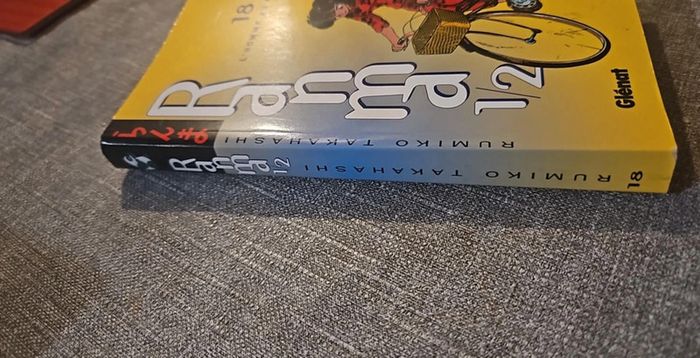 18
Ranma
1/2
Glénat
RUMIKO TAKAHASHI
らんま
Ranma 1/2
RUMIKO TAKAHASHI
18